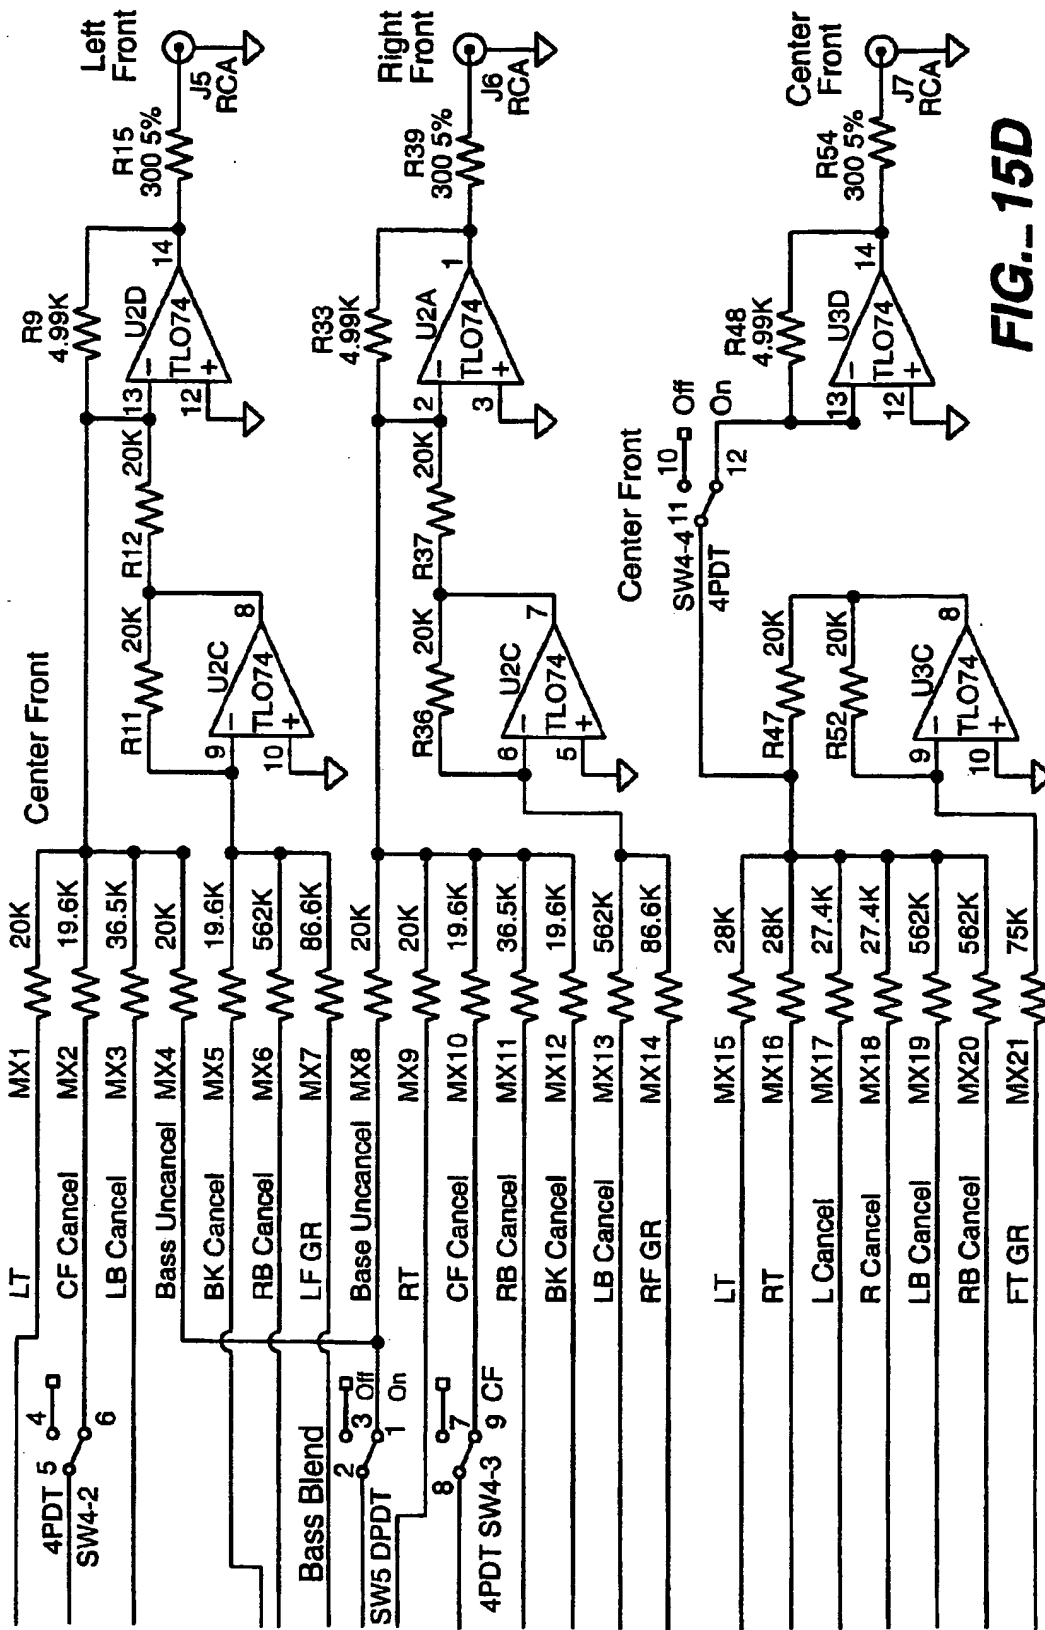 Left
Front
J5
RCA
R15
300 5%
R9
4.99K
14
U2D
TLO74
13
12
−
+
20K
R12
20K
R11
8
U2C
TLO74
9
10
−
+
Center Front
Right
Front
J6
RCA
R39
300 5%
R33
4.99K
1
U2A
TLO74
2
3
−
+
20K
R37
20K
R36
7
U2C
TLO74
6
5
−
+
Center
Front
J7
RCA
R54
300 5%
R48
4.99K
14
U3D
TLO74
13
12
−
+
Center Front
10
Off
On
12
11
SW4-4
4PDT
20K
R47
20K
R52
8
U3C
TLO74
9
10
−
+
LT MX1 20K
CF Cancel MX2 19.6K
LB Cancel MX3 36.5K
Bass Uncancel MX4 20K
BK Cancel MX5 19.6K
RB Cancel MX6 562K
LF GR MX7 86.6K
Base Uncancel MX8 20K
RT MX9 20K
CF Cancel MX10 19.6K
RB Cancel MX11 36.5K
BK Cancel MX12 19.6K
LB Cancel MX13 562K
RF GR MX14 86.6K
LT MX15 28K
RT MX16 28K
L Cancel MX17 27.4K
R Cancel MX18 27.4K
LB Cancel MX19 562K
RB Cancel MX20 562K
FT GR MX21 75K
4PDT 5
SW4-2
4
6
Bass Blend
2
3 Off
1 On
SW5 DPDT
8
7
9 CF
4PDT SW4-3
FIG._15D